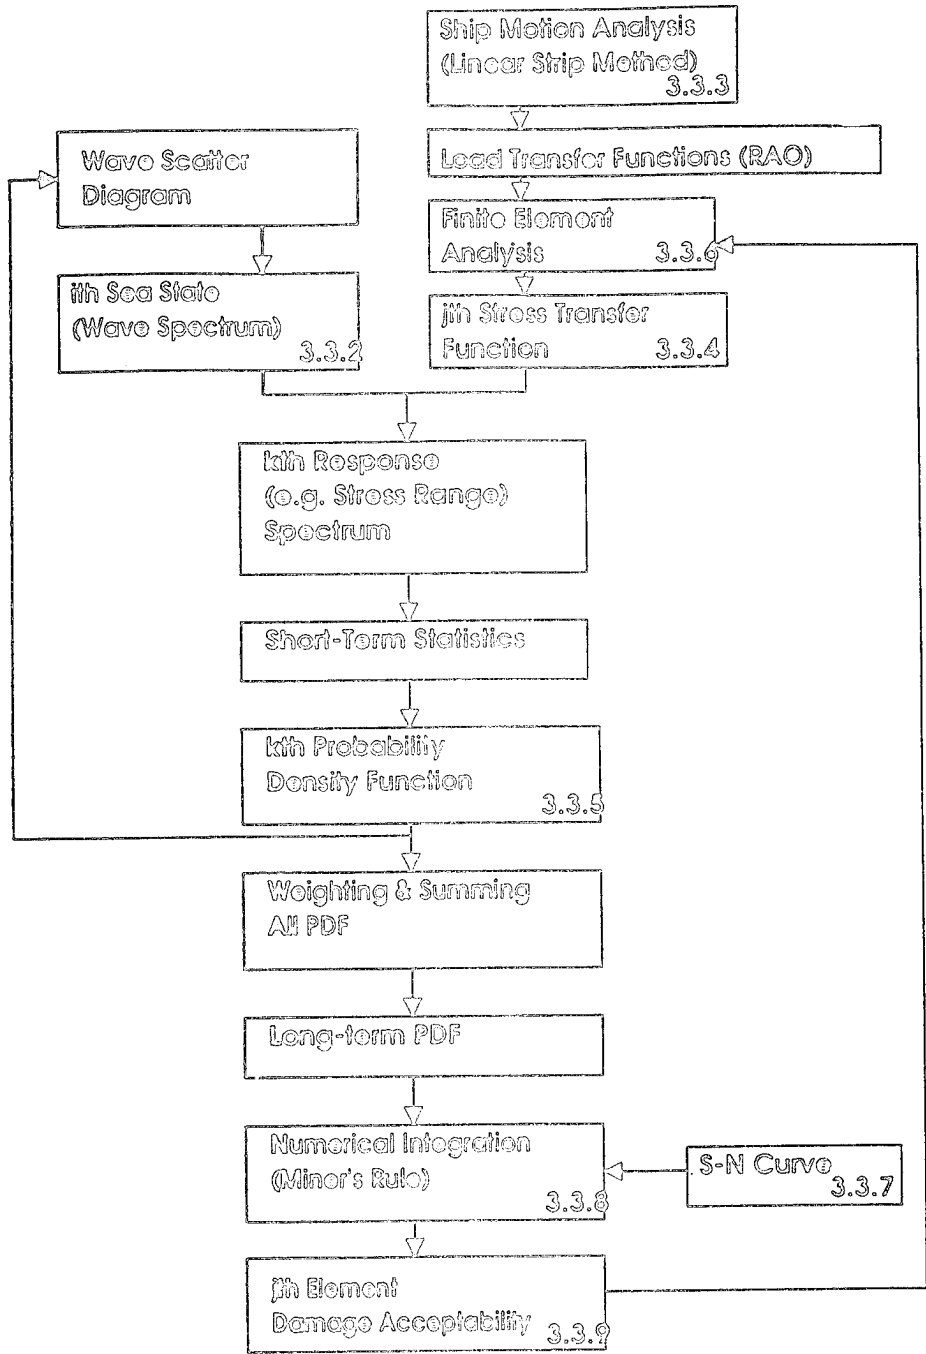 Ship Motion Analysis
(Linear Strip Method)
3.3.3
Load Transfer Functions (RAO)
Wave Scatter
Diagram
Finite Element
Analysis
3.3.6
ith Sea State
(Wave Spectrum)
3.3.2
jth Stress Transfer
Function
3.3.4
kth Response
(e.g. Stress Range)
Spectrum
Short-Term Statistics
kth Probability
Density Function
3.3.5
Weighting & Summing
All PDF
Long-term PDF
Numerical Integration
(Miner's Rule)
3.3.8
S-N Curve
3.3.7
jth Element
Damage Acceptability
3.3.9